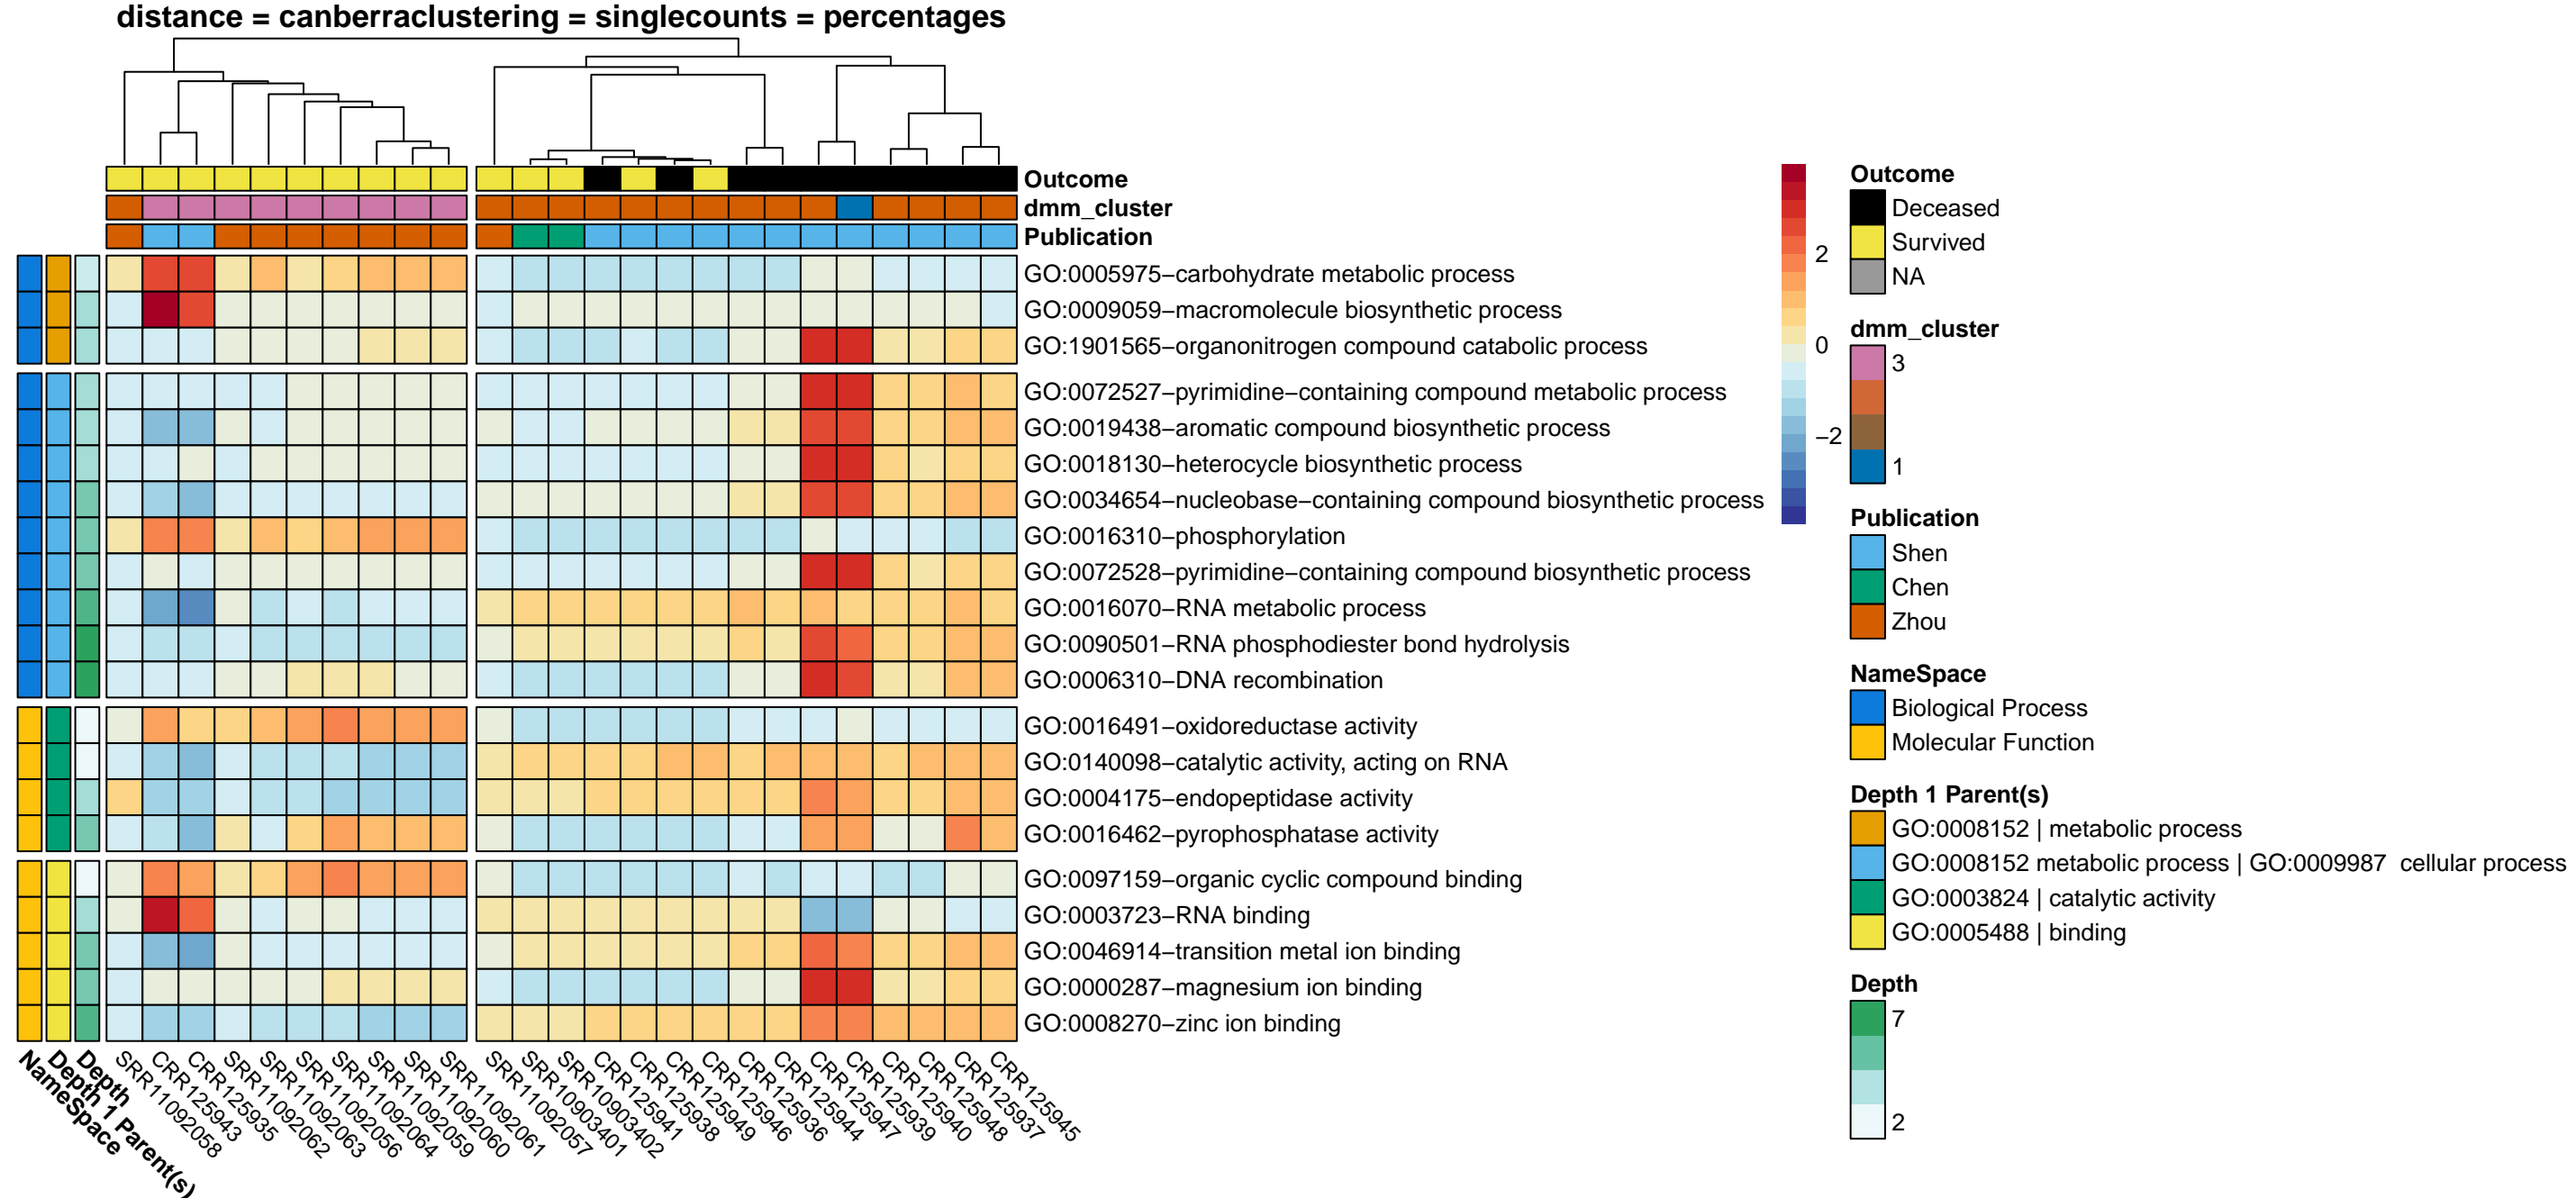 distance = canberraclustering = singlecounts = percentages
Outcome
dmm_cluster
Publication
GO:0005975−carbohydrate metabolic process
GO:0009059−macromolecule biosynthetic process
GO:1901565−organonitrogen compound catabolic process
GO:0072527−pyrimidine−containing compound metabolic process
GO:0019438−aromatic compound biosynthetic process
GO:0018130−heterocycle biosynthetic process
GO:0034654−nucleobase−containing compound biosynthetic process
GO:0016310−phosphorylation
GO:0072528−pyrimidine−containing compound biosynthetic process
GO:0016070−RNA metabolic process
GO:0090501−RNA phosphodiester bond hydrolysis
GO:0006310−DNA recombination
GO:0016491−oxidoreductase activity
GO:0140098−catalytic activity, acting on RNA
GO:0004175−endopeptidase activity
GO:0016462−pyrophosphatase activity
GO:0097159−organic cyclic compound binding
GO:0003723−RNA binding
GO:0046914−transition metal ion binding
GO:0000287−magnesium ion binding
GO:0008270−zinc ion binding
NameSpace
Depth 1 Parent(s)
Depth
SRR11092058
CRR125943
CRR125935
SRR11092062
SRR11092063
SRR11092056
SRR11092064
SRR11092059
SRR11092060
SRR11092061
SRR11092057
SRR10903401
SRR10903402
CRR125941
CRR125938
CRR125949
CRR125946
CRR125936
CRR125944
CRR125947
CRR125939
CRR125940
CRR125948
CRR125937
CRR125945
2
0
−2
Outcome
Deceased
Survived
NA
dmm_cluster
3
1
Publication
Shen
Chen
Zhou
NameSpace
Biological Process
Molecular Function
Depth 1 Parent(s)
GO:0008152 | metabolic process
GO:0008152 metabolic process | GO:0009987 cellular process
GO:0003824 | catalytic activity
GO:0005488 | binding
Depth
7
2